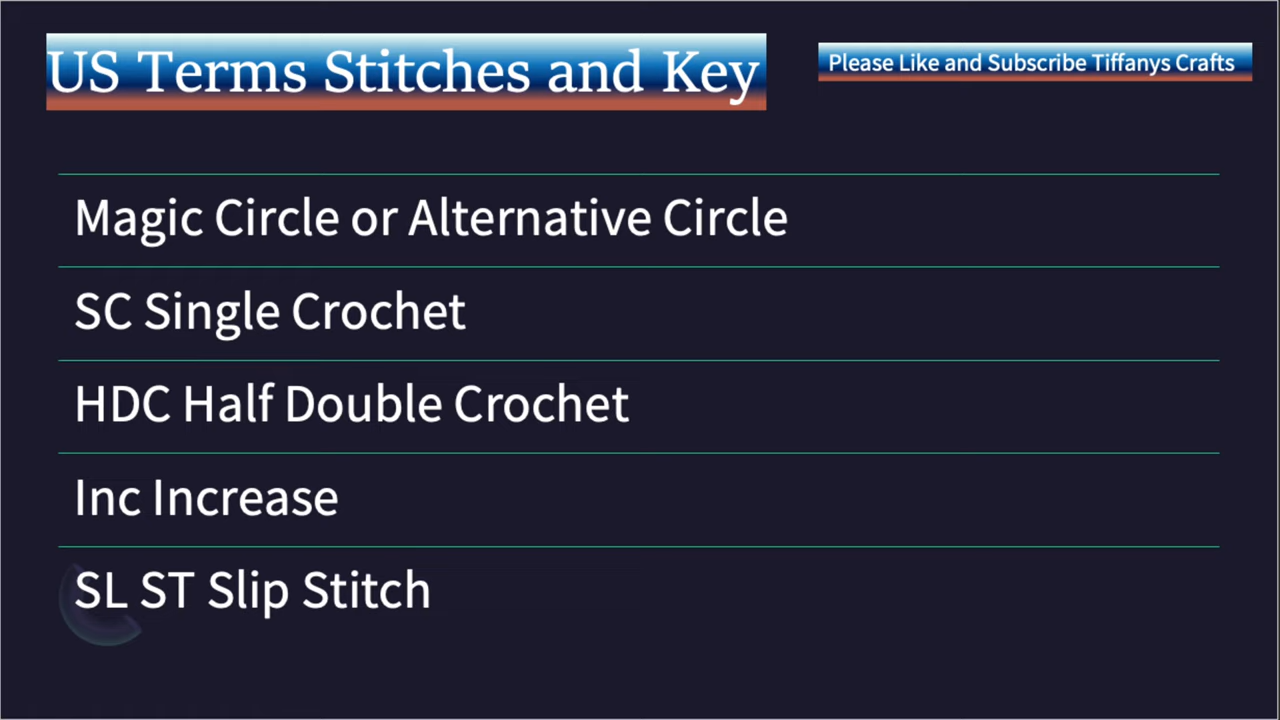 US Terms Stitches and Key
Please Like and Subscribe Tiffanys Crafts
Magic Circle or Alternative Circle
SC Single Crochet
HDC Half Double Crochet
Inc Increase
SL ST Slip Stitch